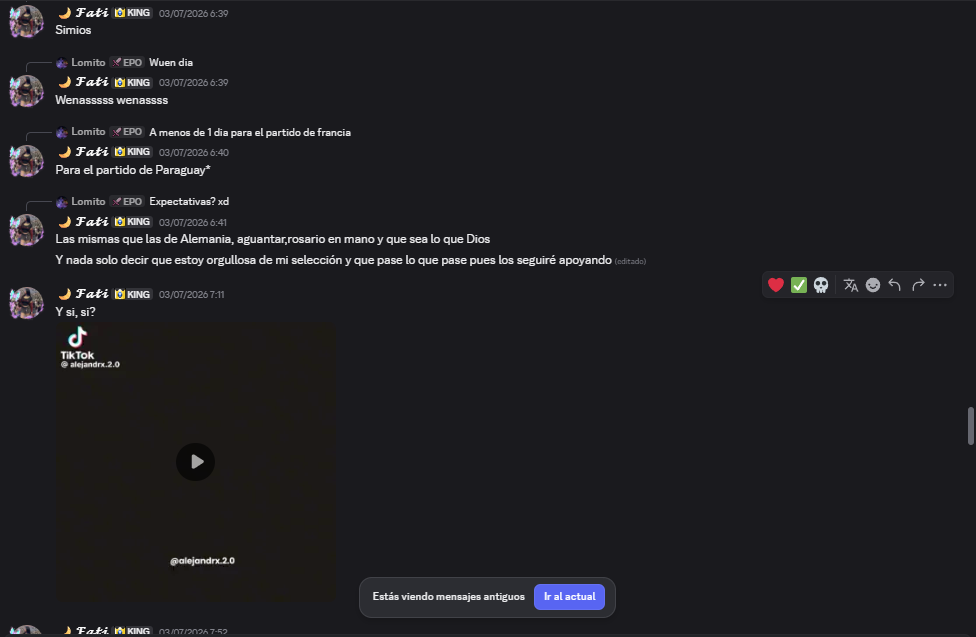 🌙 𝓕𝓪𝓽𝓲 KING 03/07/2026 6:39
Simios
Lomito EPO Wuen dia
🌙 𝓕𝓪𝓽𝓲 KING 03/07/2026 6:39
Wenasssss wenassss
Lomito EPO A menos de 1 dia para el partido de francia
🌙 𝓕𝓪𝓽𝓲 KING 03/07/2026 6:40
Para el partido de Paraguay*
Lomito EPO Expectativas? xd
🌙 𝓕𝓪𝓽𝓲 KING 03/07/2026 6:41
Las mismas que las de Alemania, aguantar,rosario en mano y que sea lo que Dios
Y nada solo decir que estoy orgullosa de mi selección y que pase lo que pase pues los seguiré apoyando (editado)
🌙 𝓕𝓪𝓽𝓲 KING 03/07/2026 7:11
Y si, si?
TikTok
@ alejandrx.2.0
@alejandrx.2.0
Estás viendo mensajes antiguos Ir al actual
🌙 𝓕𝓪𝓽𝓲 KING 03/07/2026 7:52